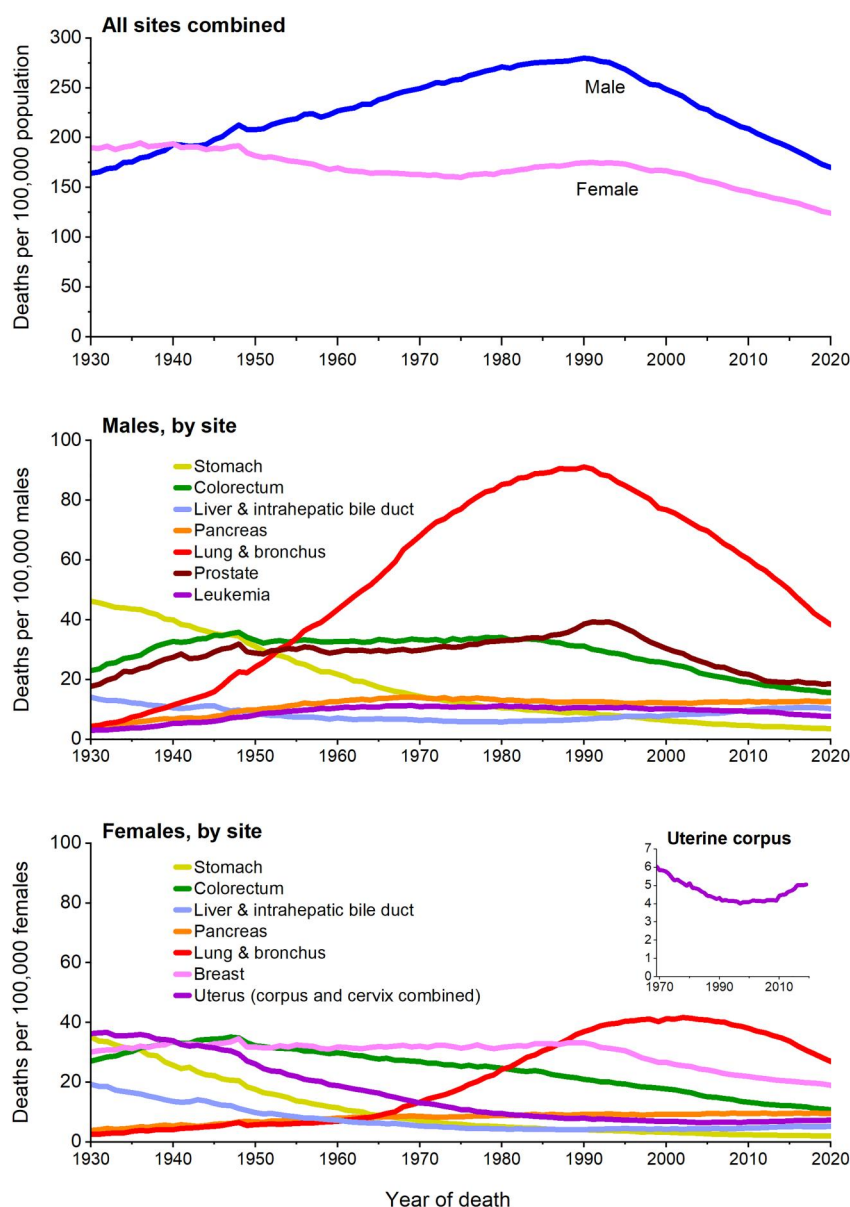 All sites combined
Deaths per 100,000 population
300
250
200
150
100
50
0
Male
Female
1930 1940 1950 1960 1970 1980 1990 2000 2010 2020
Males, by site
Deaths per 100,000 males
100
80
60
40
20
0
Stomach
Colorectum
Liver & intrahepatic bile duct
Pancreas
Lung & bronchus
Prostate
Leukemia
1930 1940 1950 1960 1970 1980 1990 2000 2010 2020
Females, by site
Deaths per 100,000 females
100
80
60
40
20
0
Stomach
Colorectum
Liver & intrahepatic bile duct
Pancreas
Lung & bronchus
Breast
Uterus (corpus and cervix combined)
Uterine corpus
7
6
5
4
3
2
1
0
1970 1990 2010
1930 1940 1950 1960 1970 1980 1990 2000 2010 2020
Year of death